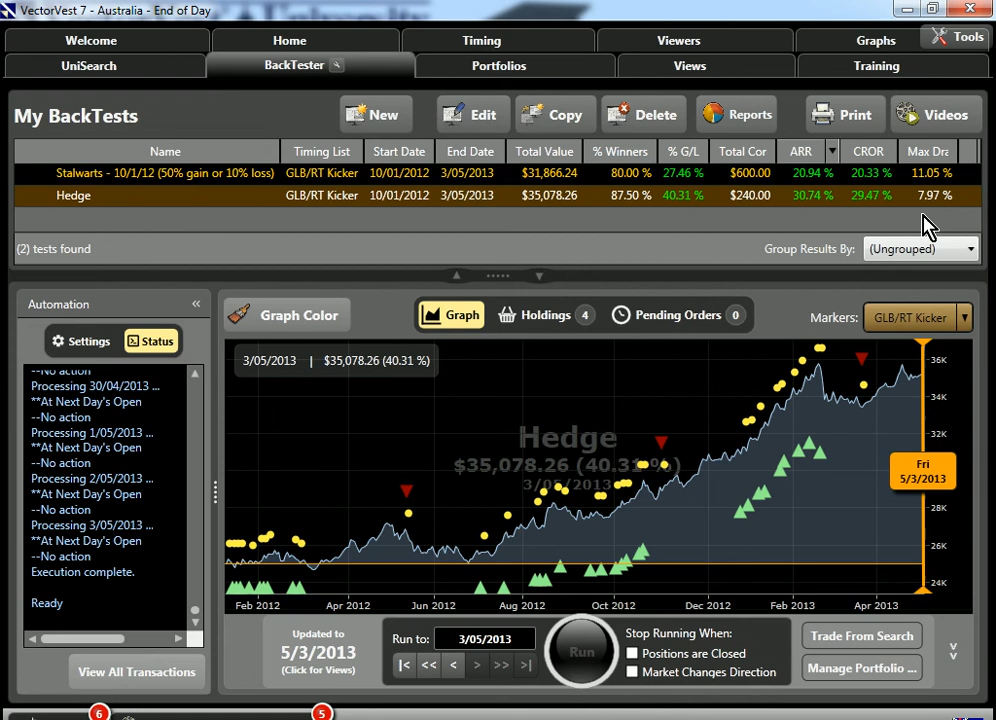 VectorVest 7 - Australia - End of Day
Welcome Home Timing Viewers Graphs Tools
UniSearch BackTester Portfolios Views Training
My BackTests New Edit Copy Delete Reports Print Videos
Name Timing List Start Date End Date Total Value % Winners % G/L Total Cor ARR CROR Max Dra
Stalwarts - 10/1/12 (50% gain or 10% loss) GLB/RT Kicker 10/01/2012 3/05/2013 $31,866.24 80.00 % 27.46 % $600.00 20.94 % 20.33 % 11.05 %
Hedge GLB/RT Kicker 10/01/2012 3/05/2013 $35,078.26 87.50 % 40.31 % $240.00 30.74 % 29.47 % 7.97 %
(2) tests found Group Results By: (Ungrouped)
Automation «
Settings Status
--No action
Processing 30/04/2013 ...
**At Next Day's Open
--No action
Processing 1/05/2013 ...
**At Next Day's Open
--No action
Processing 2/05/2013 ...
**At Next Day's Open
--No action
Processing 3/05/2013 ...
**At Next Day's Open
--No action
Execution complete.
Ready
View All Transactions
Graph Color Graph Holdings 4 Pending Orders 0 Markers: GLB/RT Kicker
3/05/2013 | $35,078.26 (40.31 %)
Hedge
$35,078.26 (40.31 %)
3/05/2013
36K
34K
32K
28K
26K
24K
Fri
5/3/2013
Feb 2012 Apr 2012 Jun 2012 Aug 2012 Oct 2012 Dec 2012 Feb 2013 Apr 2013
Updated to
5/3/2013
(Click for Views)
Run to: 3/05/2013
|< << < > >> >|
Run
Stop Running When:
Positions are Closed
Market Changes Direction
Trade From Search
Manage Portfolio ...
6 5